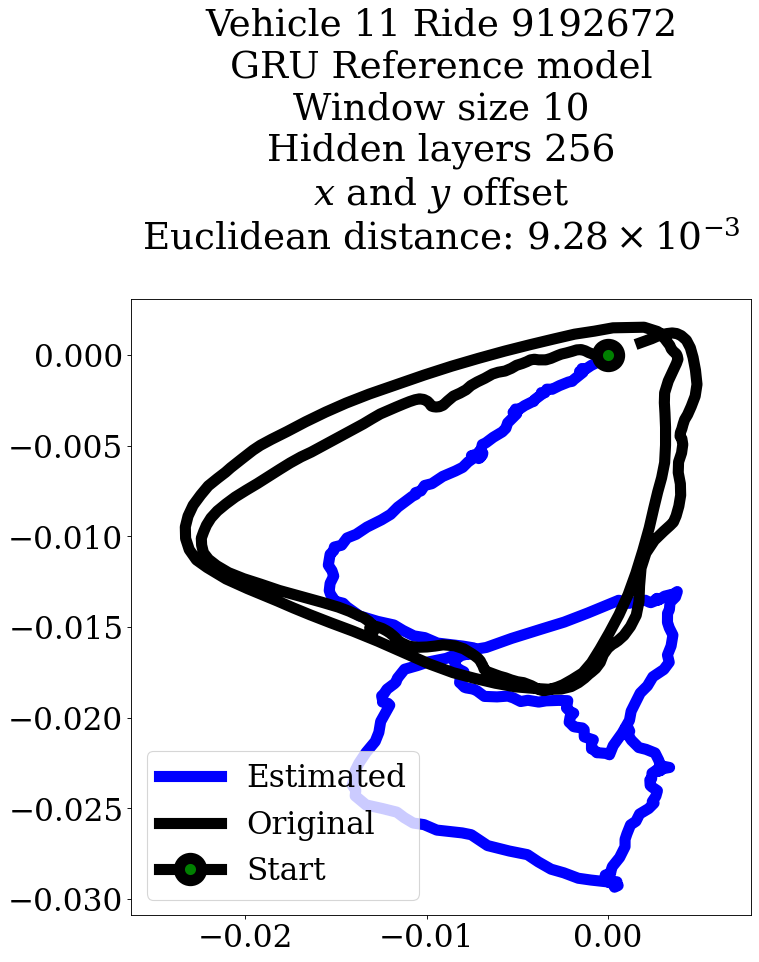 Vehicle 11 Ride 9192672
GRU Reference model
Window size 10
Hidden layers 256
x and y offset
Euclidean distance: 9.28 × 10⁻³
0.000
−0.005
−0.010
−0.015
−0.020
−0.025
−0.030
Estimated
Original
Start
−0.02
−0.01
0.00